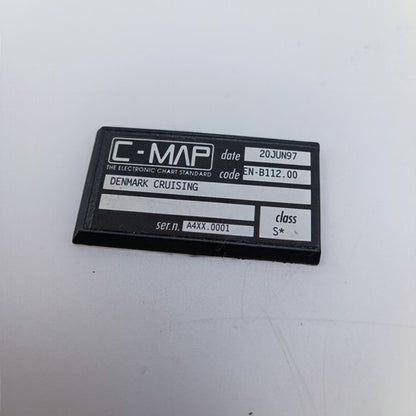 C-MAP date 20JUN97
THE ELECTRONIC CHART STANDARD code EN-B112.00
DENMARK CRUISING
class
ser.n. A4XX.0001 S*